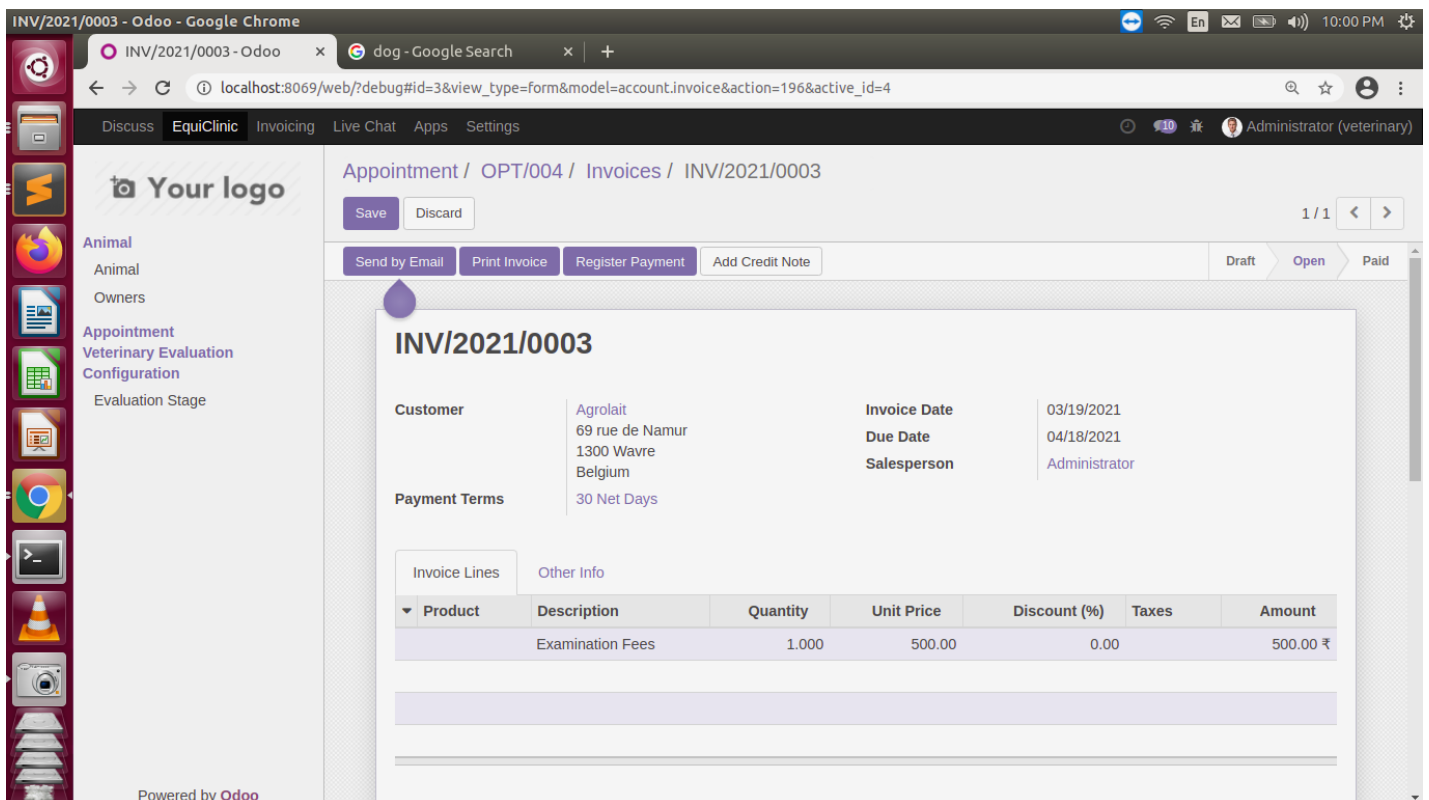 INV/2021/0003 - Odoo - Google Chrome
En
10:00 PM
INV/2021/0003 - Odoo
dog - Google Search
localhost:8069/web/?debug#id=3&view_type=form&model=account.invoice&action=196&active_id=4
Discuss EquiClinic Invoicing Live Chat Apps Settings
10
Administrator (veterinary)
Your logo
Appointment / OPT/004 / Invoices / INV/2021/0003
Save Discard
1 / 1
Animal
Animal
Owners
Appointment
Veterinary Evaluation
Configuration
Evaluation Stage
Powered by Odoo
Send by Email Print Invoice Register Payment Add Credit Note
Draft Open Paid
INV/2021/0003
Customer Agrolait
69 rue de Namur
1300 Wavre
Belgium
Payment Terms 30 Net Days
Invoice Date 03/19/2021
Due Date 04/18/2021
Salesperson Administrator
Invoice Lines Other Info
Product Description Quantity Unit Price Discount (%) Taxes Amount
Examination Fees 1.000 500.00 0.00 500.00 ₹